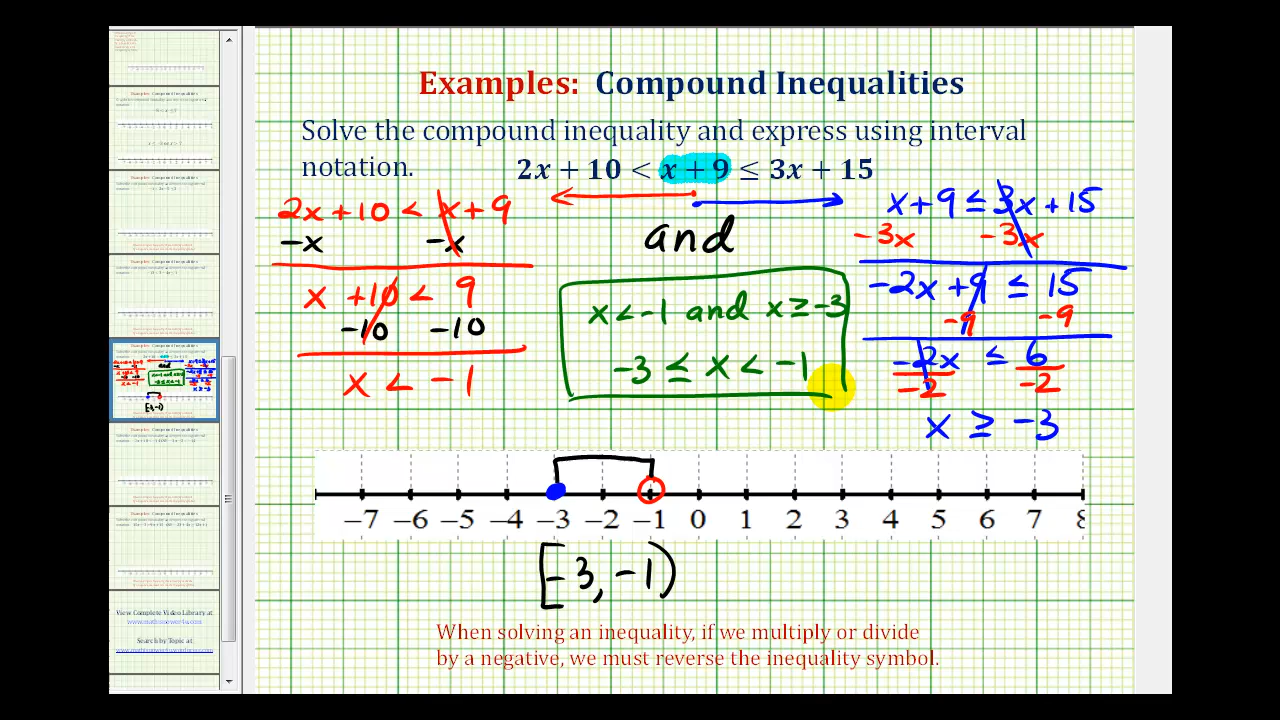 Examples: Compound Inequalities
Solve the compound inequality and express using interval
notation. 2x + 10 < x + 9 ≤ 3x + 15
2x + 10 < x + 9
-x -x
x + 10 < 9
-10 -10
x < -1
and
x < -1 and x ≥ -3
-3 ≤ x < -1
x + 9 ≤ 3x + 15
-3x -3x
-2x + 9 ≤ 15
-9 -9
-2x ≤ 6
-2 -2
x ≥ -3
−7 −6 −5 −4 −3 −2 −1 0 1 2 3 4 5 6 7 8
[-3, -1)
When solving an inequality, if we multiply or divide
by a negative, we must reverse the inequality symbol.
View Complete Video Library at
Search by Topic at